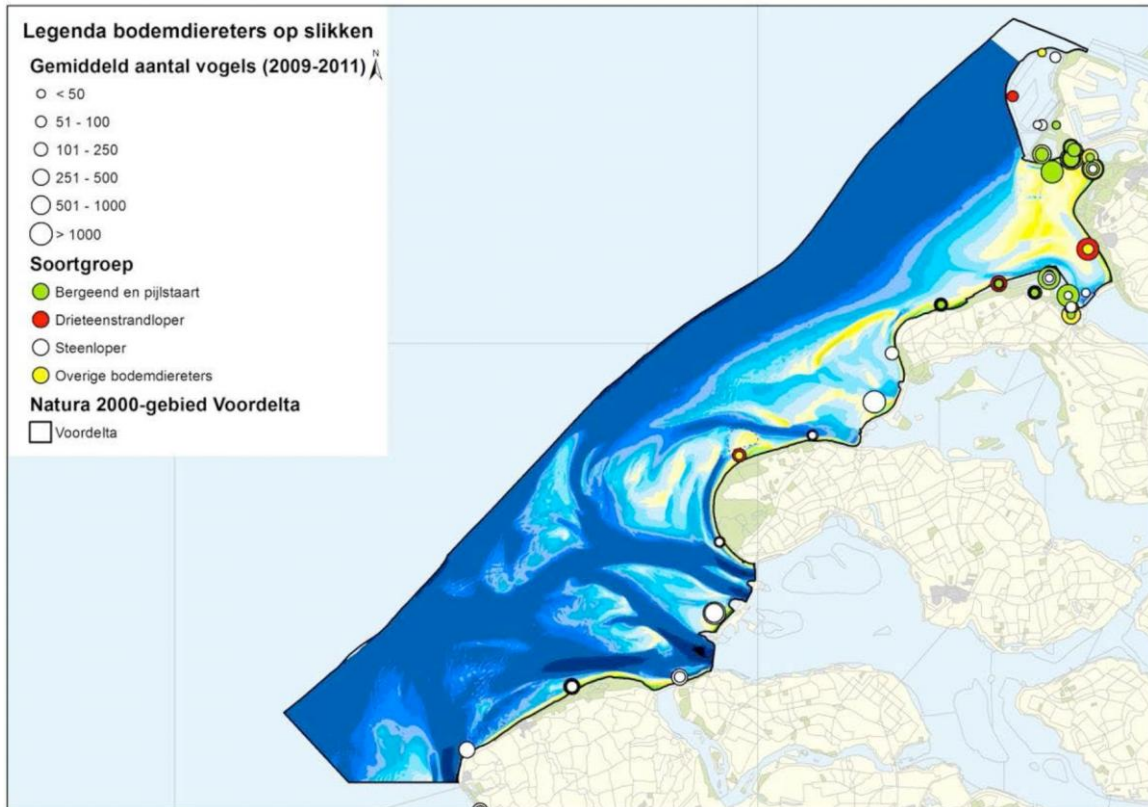 Legenda bodemdiereters op slikken
Gemiddeld aantal vogels (2009-2011)
N
< 50
51 - 100
101 - 250
251 - 500
501 - 1000
> 1000
Soortgroep
Bergeend en pijlstaart
Drieteenstrandloper
Steenloper
Overige bodemdiereters
Natura 2000-gebied Voordelta
Voordelta